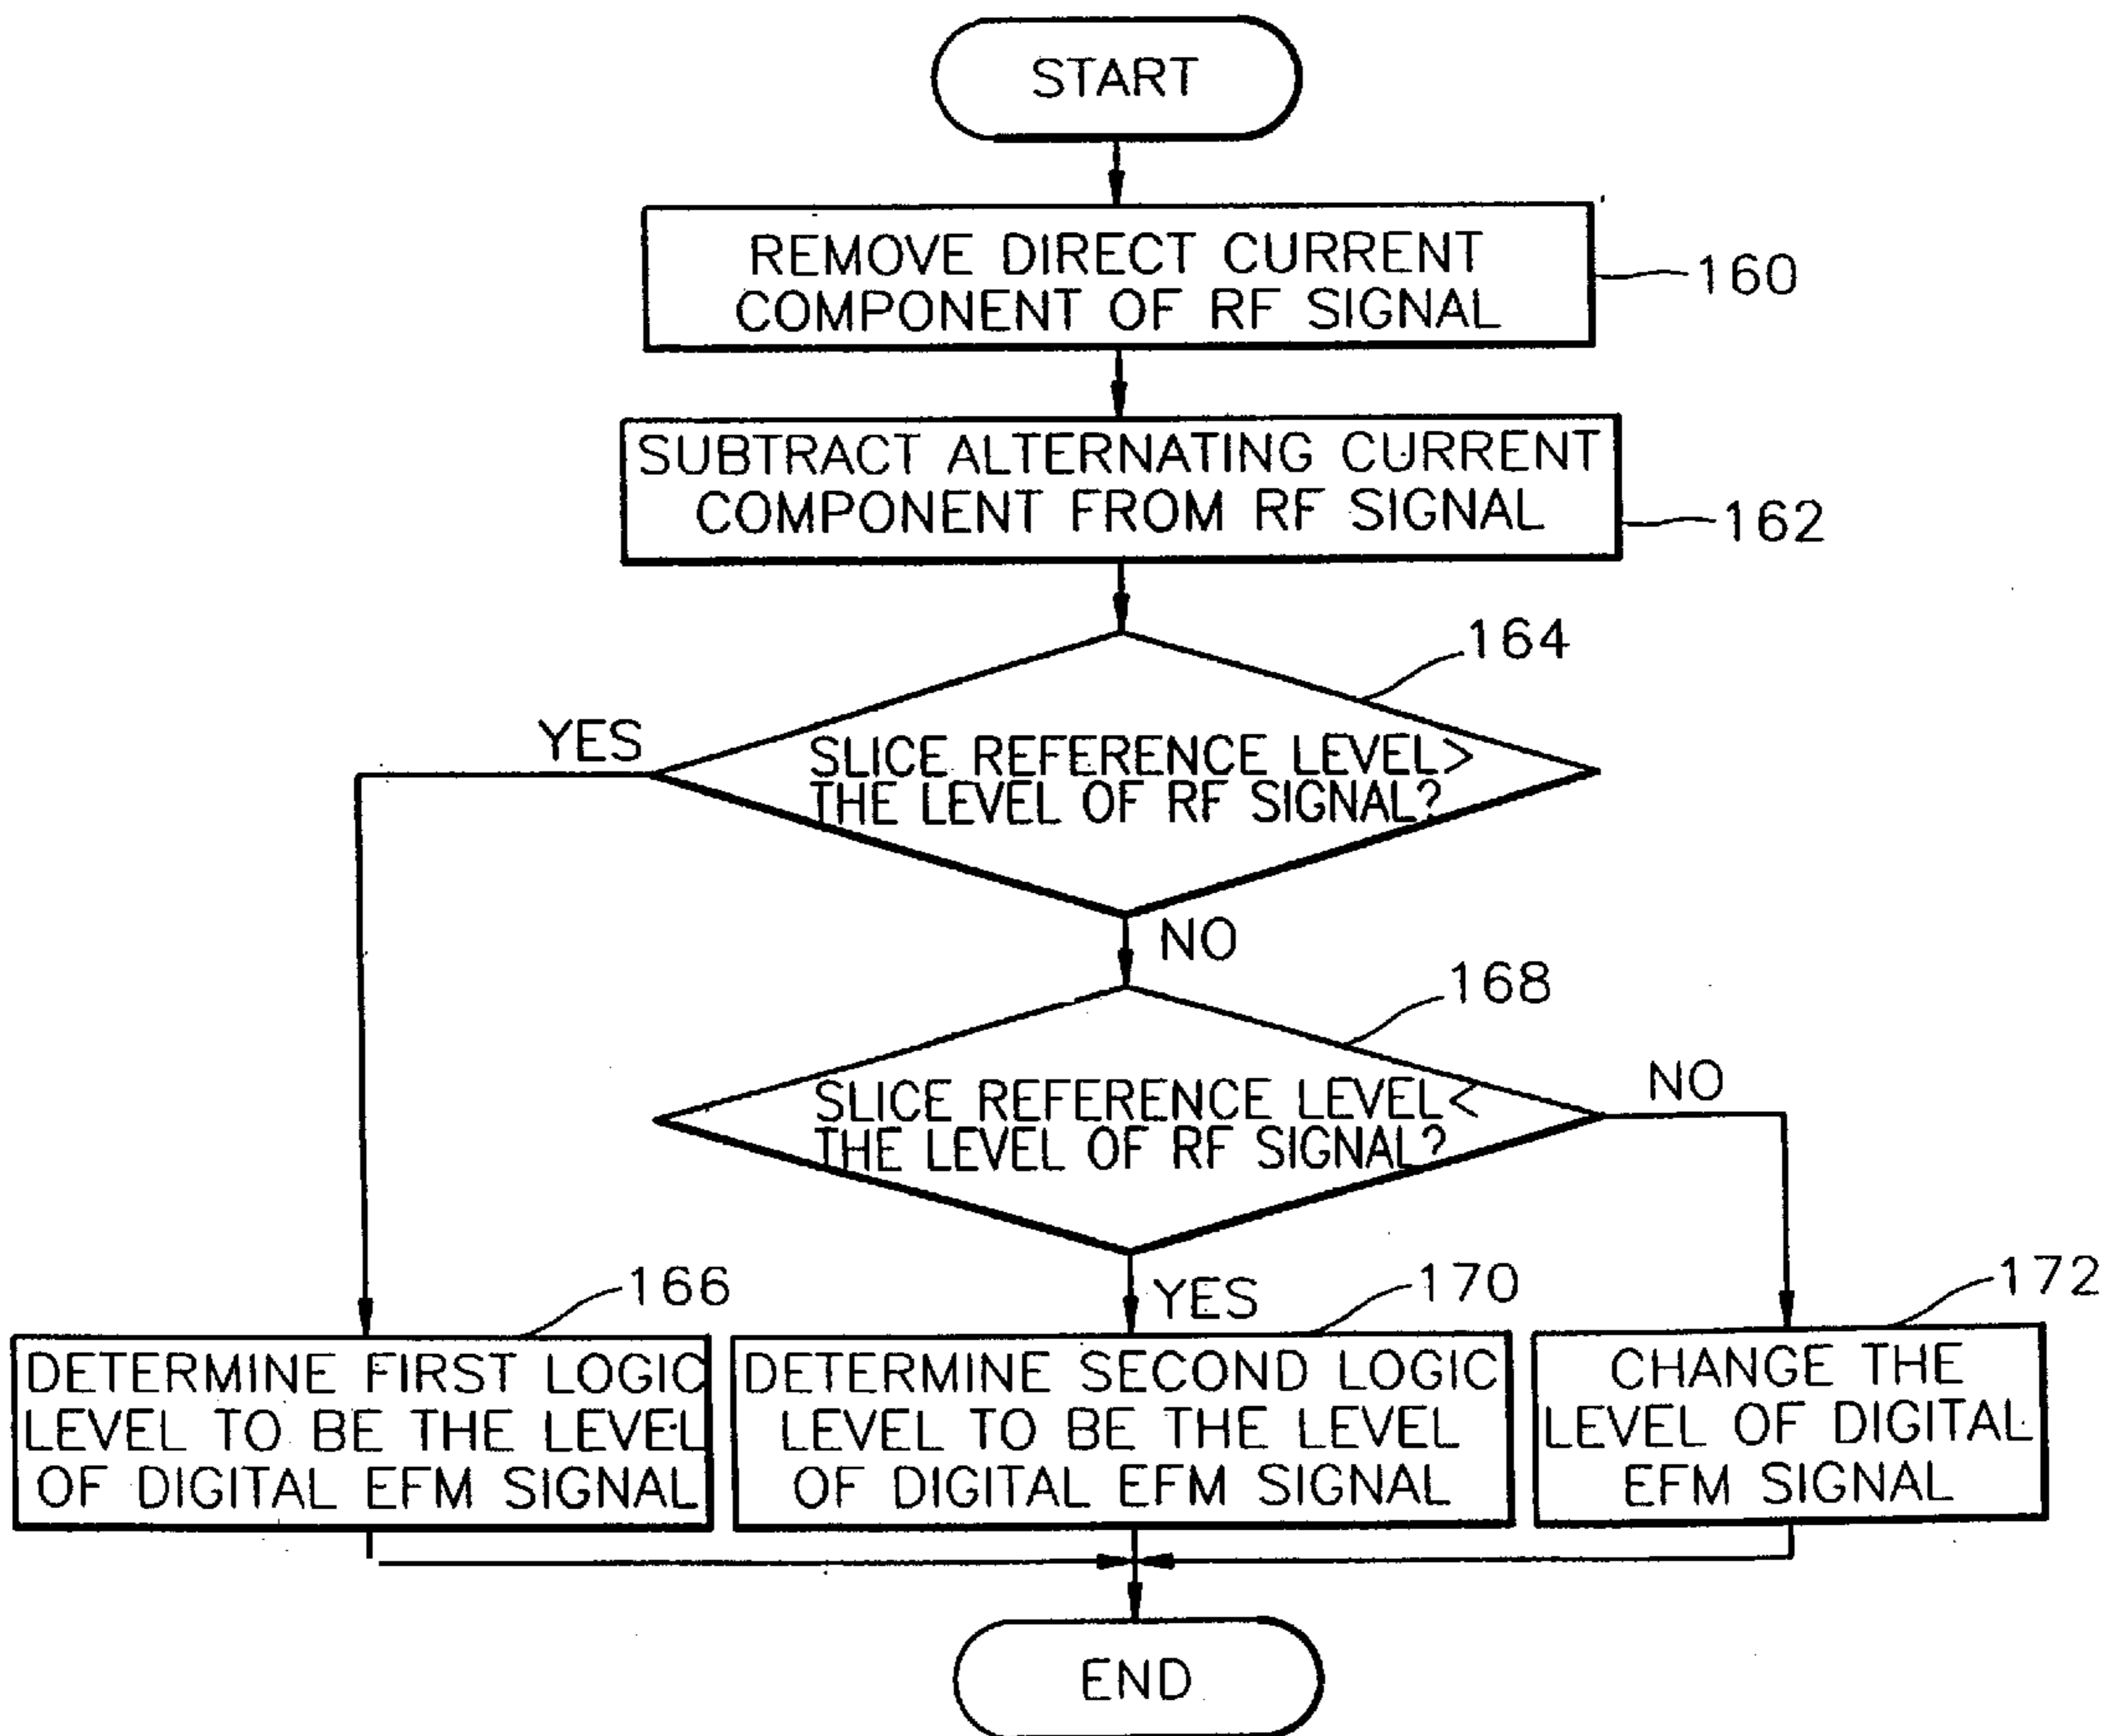 START
REMOVE DIRECT CURRENT
COMPONENT OF RF SIGNAL
160
SUBTRACT ALTERNATING CURRENT
COMPONENT FROM RF SIGNAL
162
164
YES
SLICE REFERENCE LEVEL>
THE LEVEL OF RF SIGNAL?
NO
168
SLICE REFERENCE LEVEL<
THE LEVEL OF RF SIGNAL?
NO
YES
166
DETERMINE FIRST LOGIC
LEVEL TO BE THE LEVEL
OF DIGITAL EFM SIGNAL
170
DETERMINE SECOND LOGIC
LEVEL TO BE THE LEVEL
OF DIGITAL EFM SIGNAL
172
CHANGE THE
LEVEL OF DIGITAL
EFM SIGNAL
END